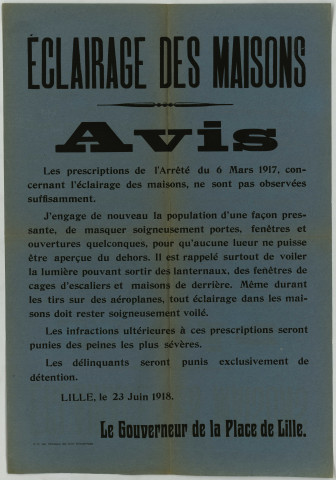 ÉCLAIRAGE DES MAISONS
Avis
Les prescriptions de l'Arrêté du 6 Mars 1917, con-
cernant l'éclairage des maisons, ne sont pas observées
suffisamment.
J'engage de nouveau la population d'une façon pres-
sante, de masquer soigneusement portes, fenêtres et
ouvertures quelconques, pour qu'aucune lueur ne puisse
être aperçue du dehors. Il est rappelé surtout de voiler
la lumière pouvant sortir des lanternaux, des fenêtres de
cages d'escaliers et maisons de derrière. Même durant
les tirs sur des aéroplanes, tout éclairage dans les mai-
sons doit rester soigneusement voilé.
Les infractions ultérieures à ces prescriptions seront
punies des peines les plus sévères.
Les délinquants seront punis exclusivement de
détention.
LILLE, le 23 Juin 1918.
Le Gouverneur de la Place de Lille.